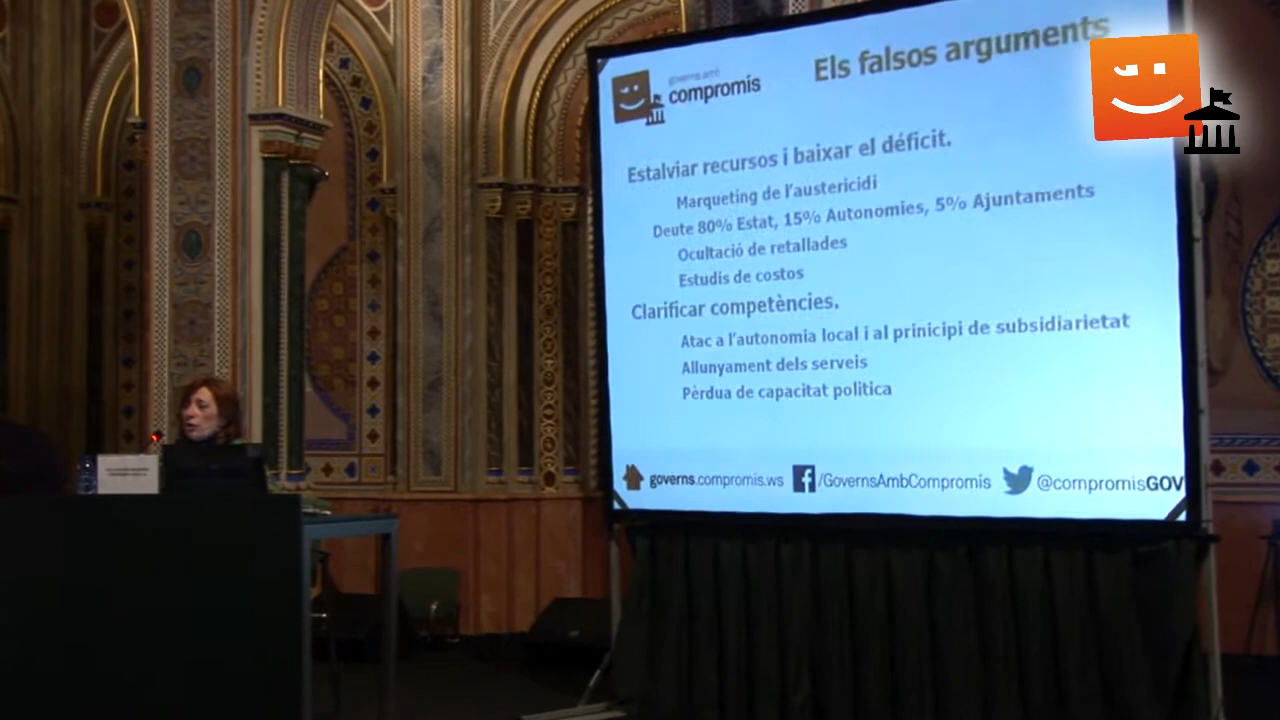 Els falsos arguments
governs amb
compromís
Estalviar recursos i baixar el déficit.
Marqueting de l'austericidi
Deute 80% Estat, 15% Autonomies, 5% Ajuntaments
Ocultació de retallades
Estudis de costos
Clarificar competències.
Atac a l'autonomia local i al prinicipi de subsidiarietat
Allunyament dels serveis
Pèrdua de capacitat politica
governs.compromis.ws
f/GovernsAmbCompromis
@compromisGOV